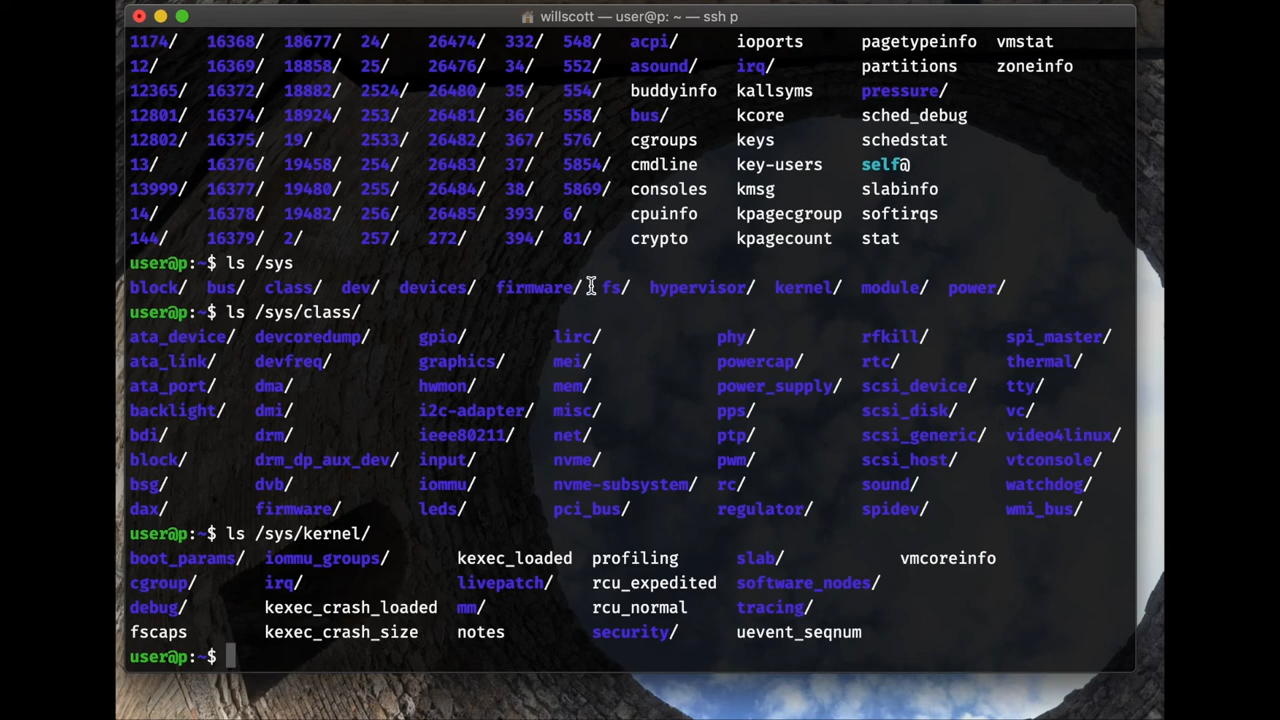 willscott — user@p: ~ — ssh p
1174/ 16368/ 18677/ 24/ 26474/ 332/ 548/ acpi/ ioports pagetypeinfo vmstat
12/ 16369/ 18858/ 25/ 26476/ 34/ 552/ asound/ irq/ partitions zoneinfo
12365/ 16372/ 18882/ 2524/ 26480/ 35/ 554/ buddyinfo kallsyms pressure/
12801/ 16374/ 18924/ 253/ 26481/ 36/ 558/ bus/ kcore sched_debug
12802/ 16375/ 19/ 2533/ 26482/ 367/ 576/ cgroups keys schedstat
13/ 16376/ 19458/ 254/ 26483/ 37/ 5854/ cmdline key-users self@
13999/ 16377/ 19480/ 255/ 26484/ 38/ 5869/ consoles kmsg slabinfo
14/ 16378/ 19482/ 256/ 26485/ 393/ 6/ cpuinfo kpagecgroup softirqs
144/ 16379/ 2/ 257/ 272/ 394/ 81/ crypto kpagecount stat
user@p:~$ ls /sys
block/ bus/ class/ dev/ devices/ firmware/ fs/ hypervisor/ kernel/ module/ power/
user@p:~$ ls /sys/class/
ata_device/ devcoredump/ gpio/ lirc/ phy/ rfkill/ spi_master/
ata_link/ devfreq/ graphics/ mei/ powercap/ rtc/ thermal/
ata_port/ dma/ hwmon/ mem/ power_supply/ scsi_device/ tty/
backlight/ dmi/ i2c-adapter/ misc/ pps/ scsi_disk/ vc/
bdi/ drm/ ieee80211/ net/ ptp/ scsi_generic/ video4linux/
block/ drm_dp_aux_dev/ input/ nvme/ pwm/ scsi_host/ vtconsole/
bsg/ dvb/ iommu/ nvme-subsystem/ rc/ sound/ watchdog/
dax/ firmware/ leds/ pci_bus/ regulator/ spidev/ wmi_bus/
user@p:~$ ls /sys/kernel/
boot_params/ iommu_groups/ kexec_loaded profiling slab/ vmcoreinfo
cgroup/ irq/ livepatch/ rcu_expedited software_nodes/
debug/ kexec_crash_loaded mm/ rcu_normal tracing/
fscaps kexec_crash_size notes security/ uevent_seqnum
user@p:~$